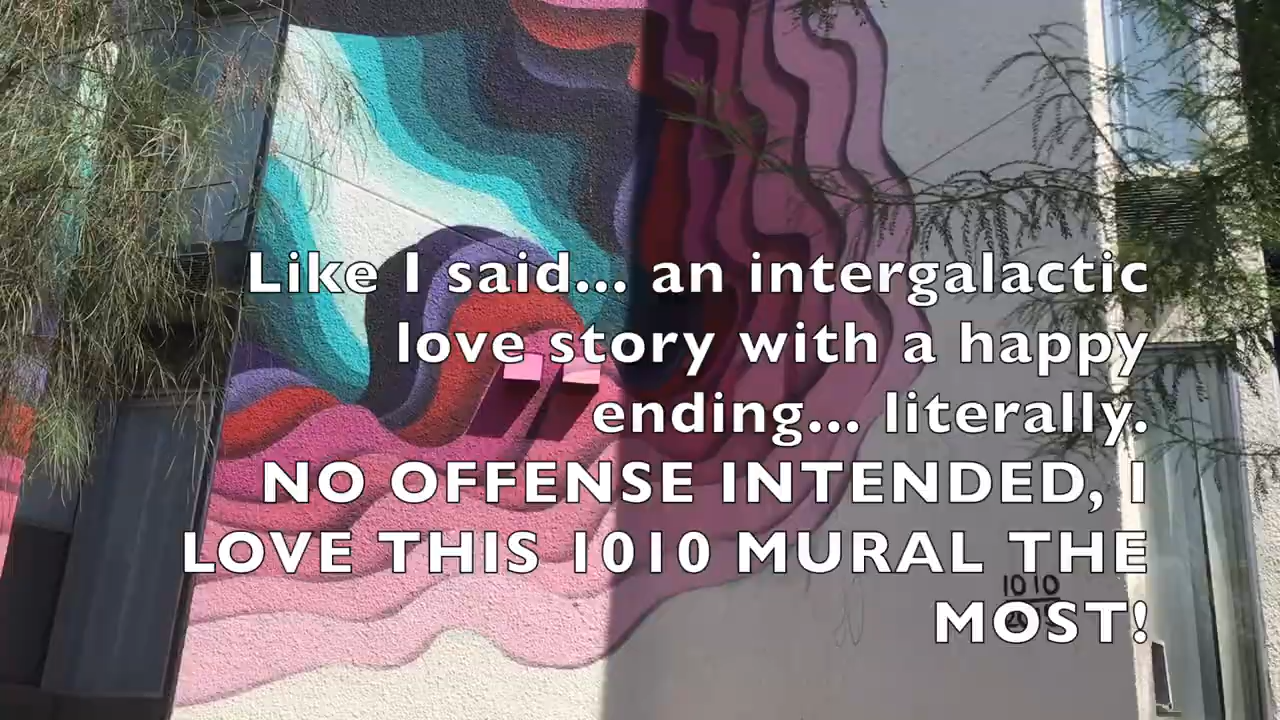 Like I said... an intergalactic
love story with a happy
ending... literally.
NO OFFENSE INTENDED, I
LOVE THIS 1010 MURAL THE
MOST!
1010